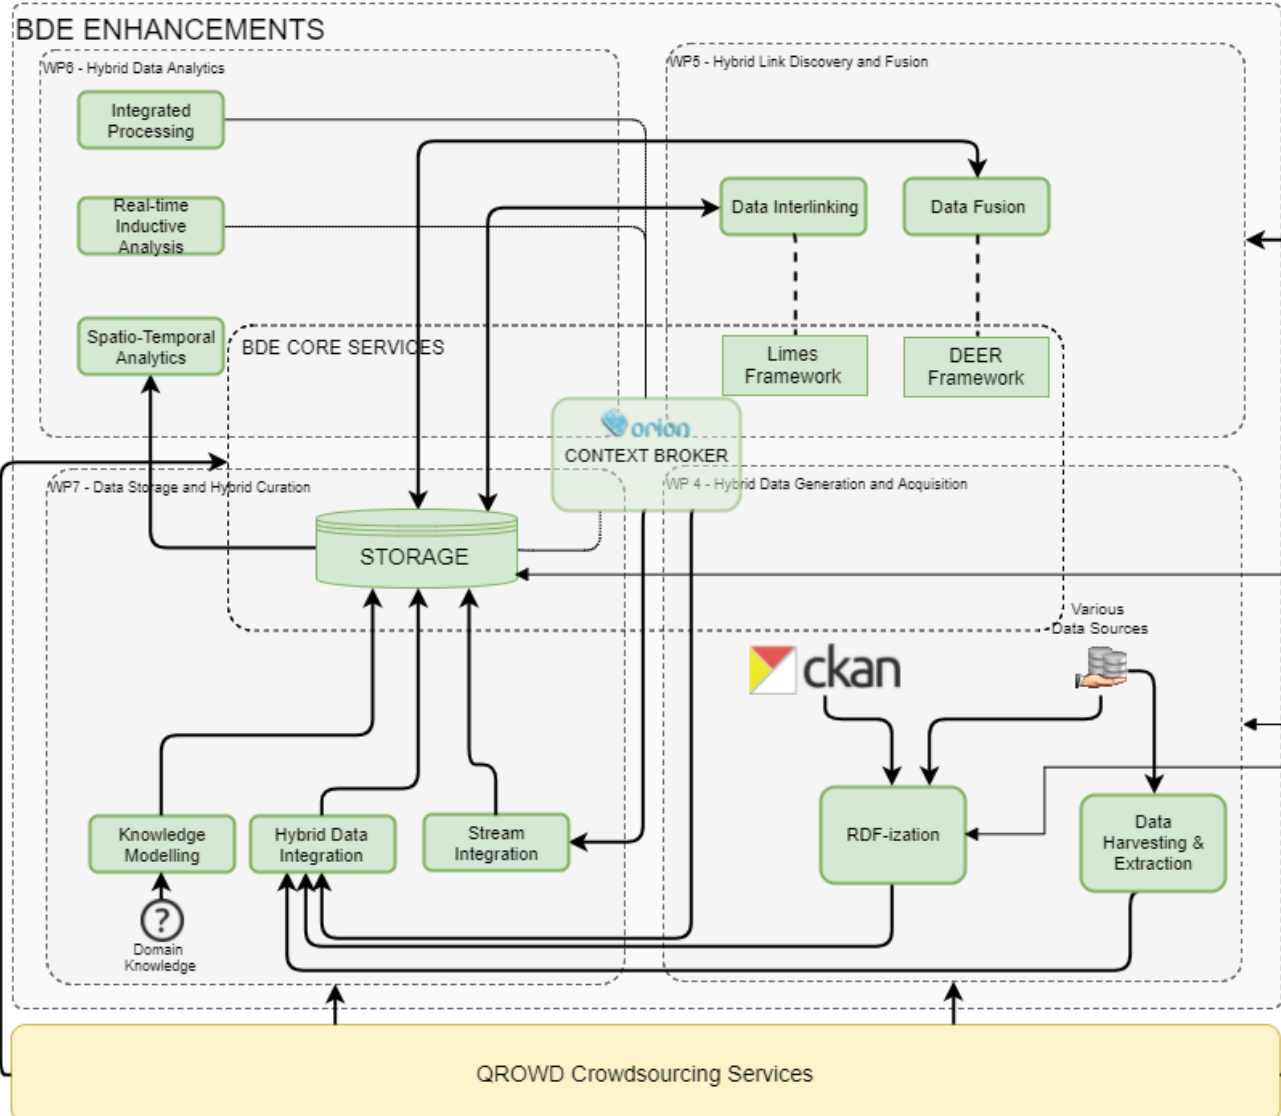 BDE ENHANCEMENTS
WP6 - Hybrid Data Analytics
WP5 - Hybrid Link Discovery and Fusion
Integrated
Processing
Real-time
Inductive
Analysis
Data Interlinking
Data Fusion
Spatio-Temporal
Analytics
BDE CORE SERVICES
Limes
Framework
DEER
Framework
orion
CONTEXT BROKER
WP7 - Data Storage and Hybrid Curation
WP 4 - Hybrid Data Generation and Acquisition
STORAGE
Various
Data Sources
ckan
Knowledge
Modelling
Hybrid Data
Integration
Stream
Integration
RDF-ization
Data
Harvesting &
Extraction
?
Domain
Knowledge
QROWD Crowdsourcing Services